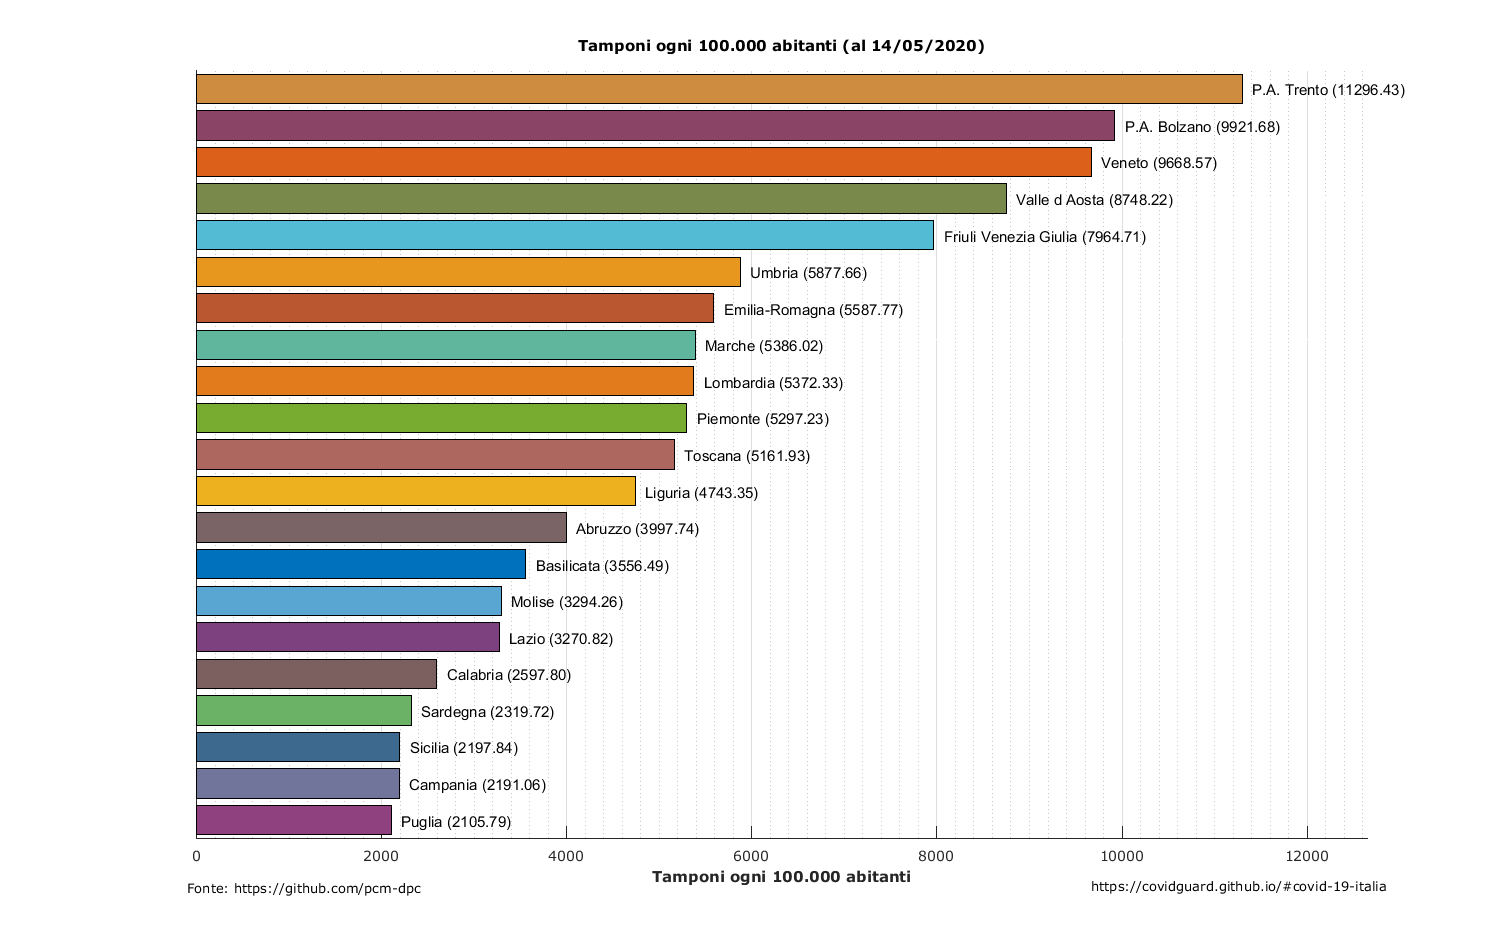 Tamponi ogni 100.000 abitanti (al 14/05/2020)
P.A. Trento (11296.43)
P.A. Bolzano (9921.68)
Veneto (9668.57)
Valle d Aosta (8748.22)
Friuli Venezia Giulia (7964.71)
Umbria (5877.66)
Emilia-Romagna (5587.77)
Marche (5386.02)
Lombardia (5372.33)
Piemonte (5297.23)
Toscana (5161.93)
Liguria (4743.35)
Abruzzo (3997.74)
Basilicata (3556.49)
Molise (3294.26)
Lazio (3270.82)
Calabria (2597.80)
Sardegna (2319.72)
Sicilia (2197.84)
Campania (2191.06)
Puglia (2105.79)
0 2000 4000 6000 8000 10000 12000
Tamponi ogni 100.000 abitanti
Fonte: https://github.com/pcm-dpc
https://covidguard.github.io/#covid-19-italia